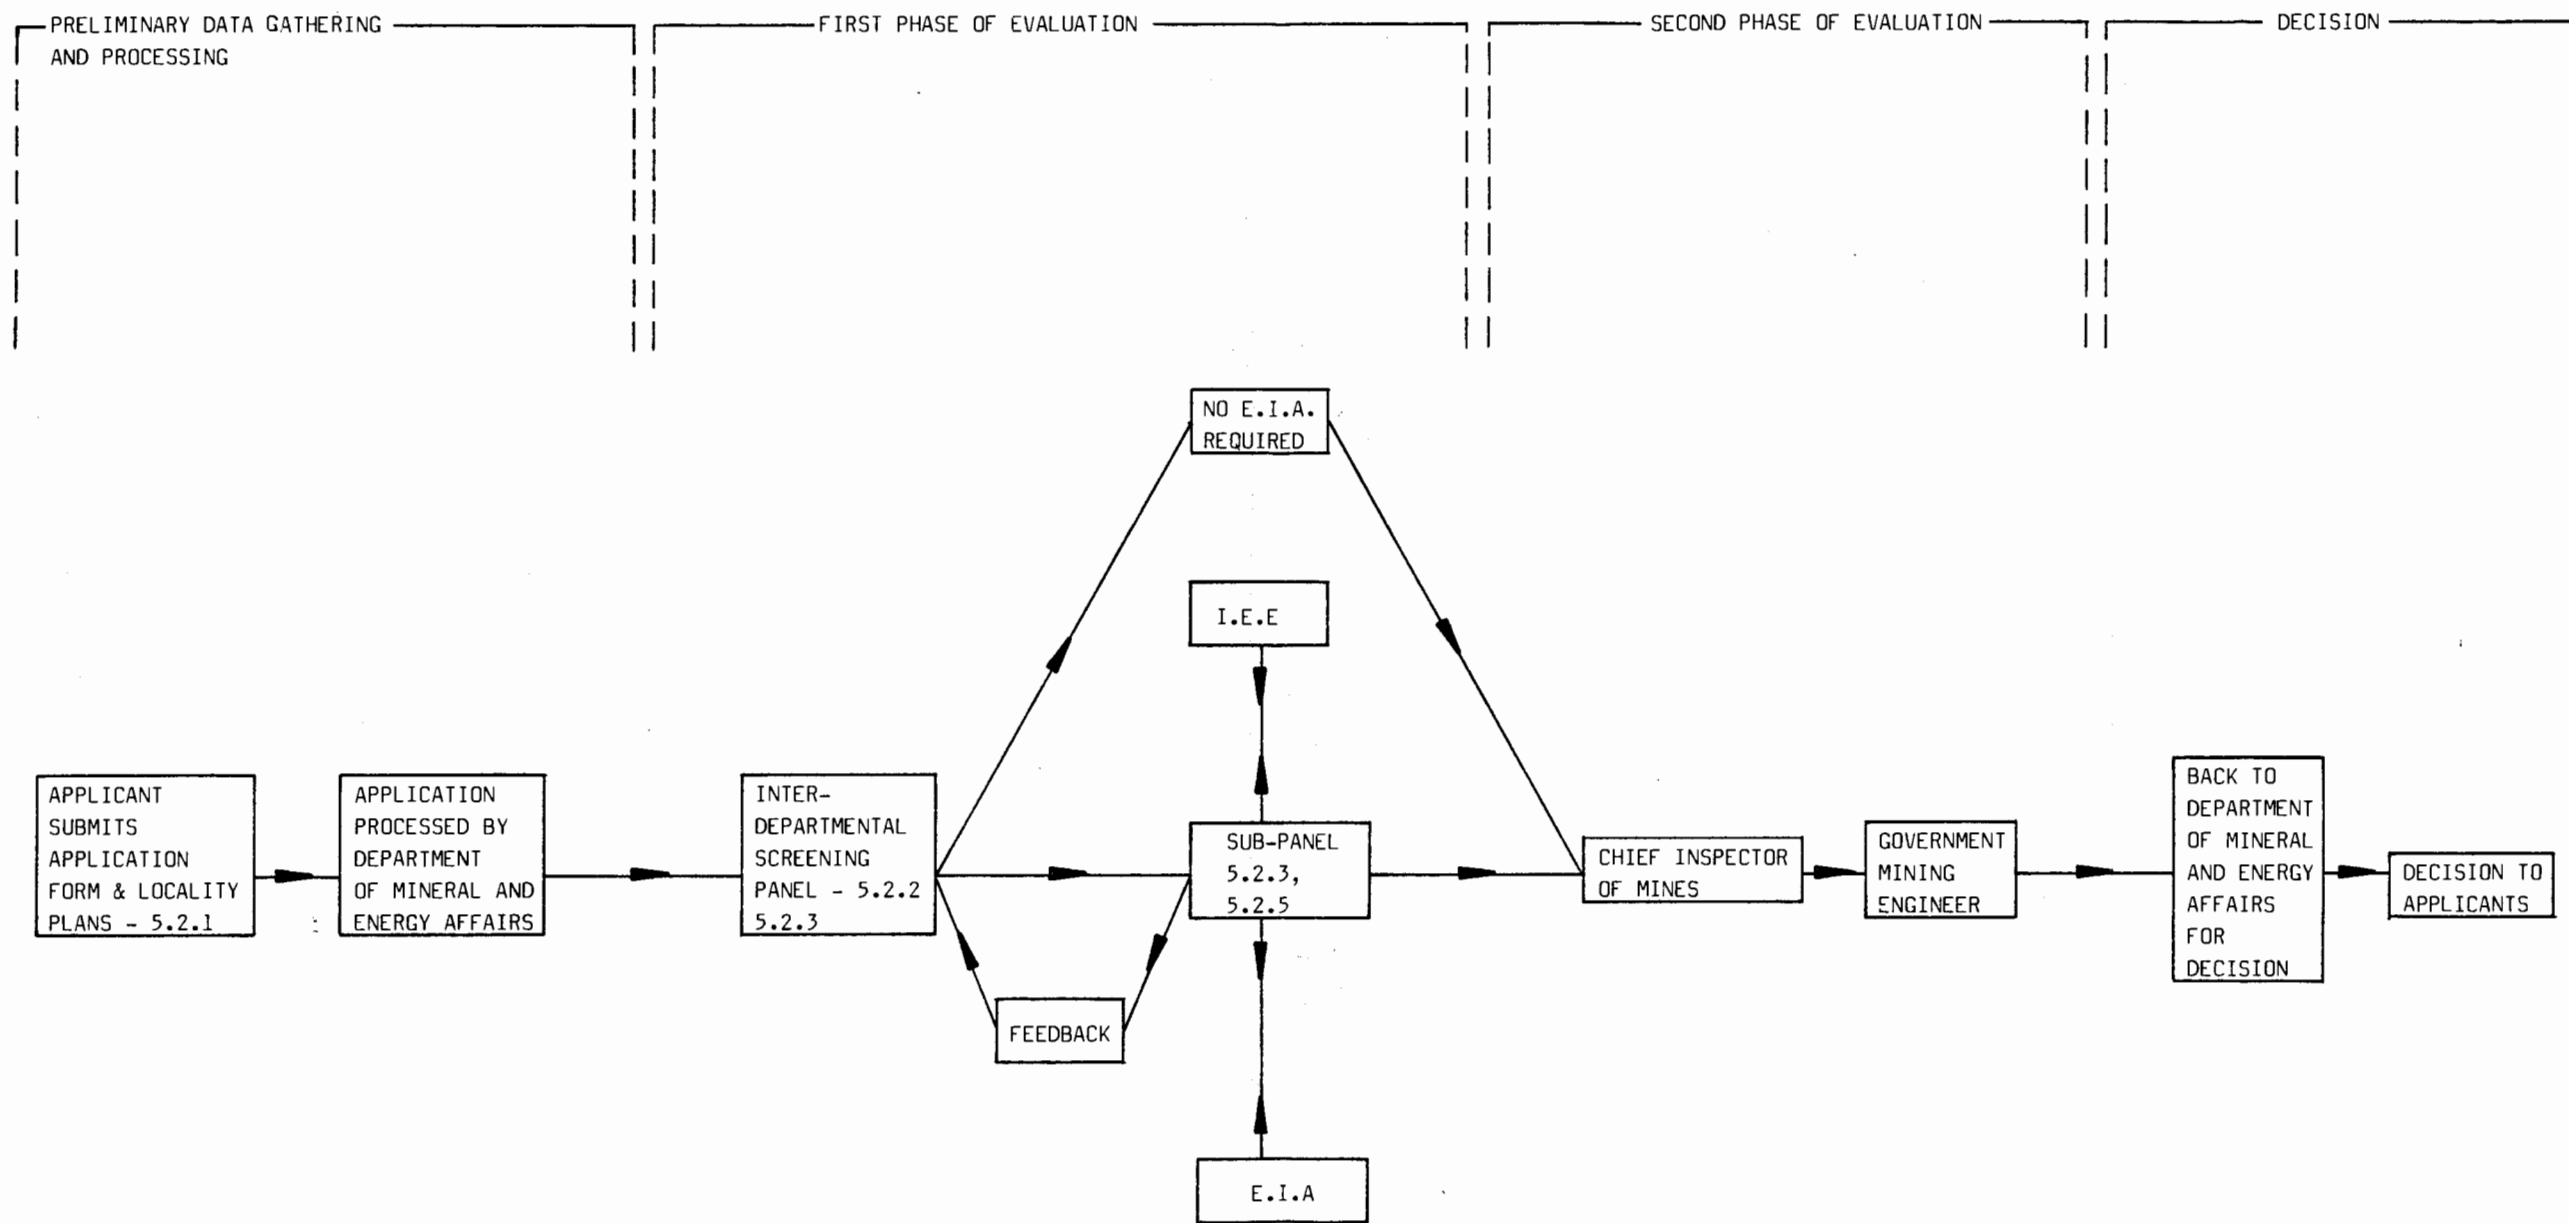 PRELIMINARY DATA GATHERING
AND PROCESSING
FIRST PHASE OF EVALUATION
SECOND PHASE OF EVALUATION
DECISION
NO E.I.A.
REQUIRED
I.E.E
APPLICANT
SUBMITS
APPLICATION
FORM & LOCALITY
PLANS - 5.2.1
APPLICATION
PROCESSED BY
DEPARTMENT
OF MINERAL AND
ENERGY AFFAIRS
INTER-
DEPARTMENTAL
SCREENING
PANEL - 5.2.2
5.2.3
SUB-PANEL
5.2.3,
5.2.5
FEEDBACK
E.I.A
CHIEF INSPECTOR
OF MINES
GOVERNMENT
MINING
ENGINEER
BACK TO
DEPARTMENT
OF MINERAL
AND ENERGY
AFFAIRS
FOR
DECISION
DECISION TO
APPLICANTS